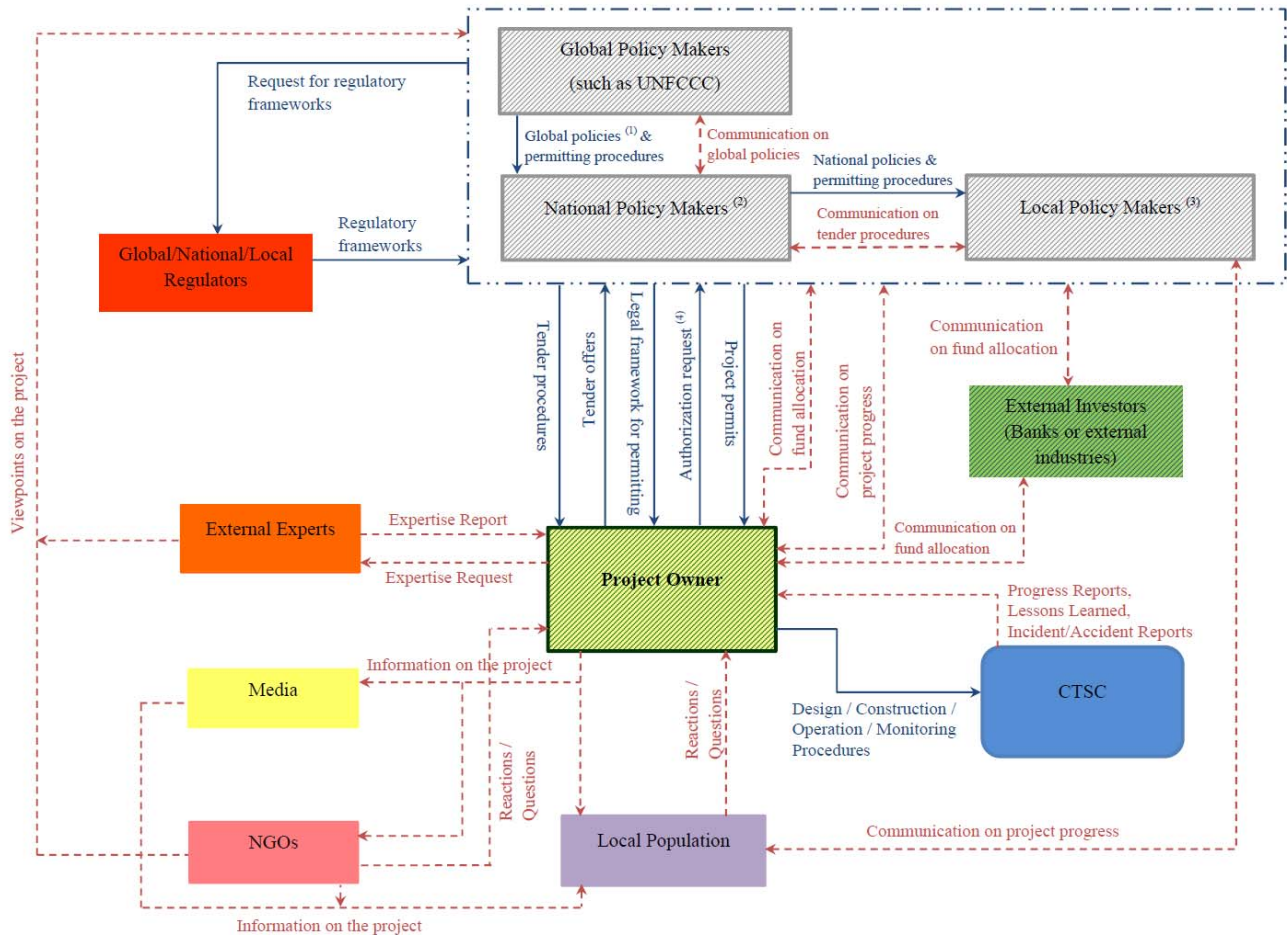 Global Policy Makers
(such as UNFCCC)
Request for regulatory
frameworks
Global policies (1) &
permitting procedures
Communication on
global policies
National policies &
permitting procedures
National Policy Makers (2)
Communication on
tender procedures
Local Policy Makers (3)
Regulatory
frameworks
Global/National/Local
Regulators
Tender procedures
Tender offers
Legal framework for permitting
Authorization request (4)
Project permits
Communication on
fund allocation
Communication on
project progress
Communication
on fund allocation
External Investors
(Banks or external
industries)
Viewpoints on the project
External Experts
Expertise Report
Expertise Request
Project Owner
Communication on
fund allocation
Progress Reports,
Lessons Learned,
Incident/Accident Reports
Media
Information on the project
CTSC
Design / Construction /
Operation / Monitoring
Procedures
Reactions /
Questions
Reactions /
Questions
NGOs
Local Population
Communication on project progress
Information on the project